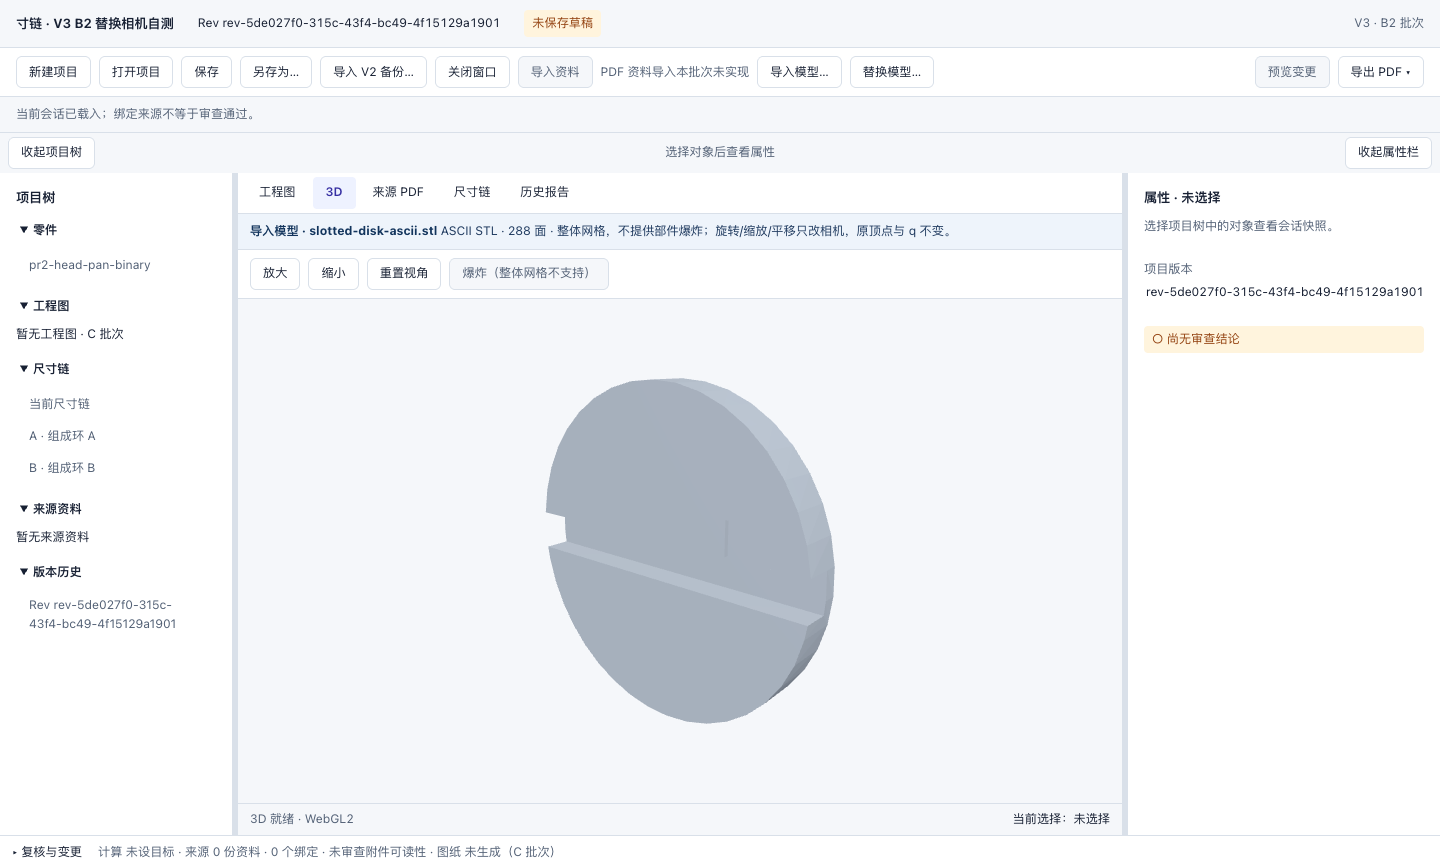 寸链 · V3 B2 替换相机自测 Rev rev-5de027f0-315c-43f4-bc49-4f15129a1901 未保存草稿 V3 · B2 批次
新建项目 打开项目 保存 另存为... 导入 V2 备份... 关闭窗口 导入资料 PDF 资料导入本批次未实现 导入模型... 替换模型... 预览变更 导出 PDF ▾
当前会话已载入；绑定来源不等于审查通过。
收起项目树 选择对象后查看属性 收起属性栏
项目树
▼ 零件
pr2-head-pan-binary
▼ 工程图
暂无工程图 · C 批次
▼ 尺寸链
当前尺寸链
A · 组成环 A
B · 组成环 B
▼ 来源资料
暂无来源资料
▼ 版本历史
Rev rev-5de027f0-315c-
43f4-bc49-4f15129a1901
工程图 3D 来源 PDF 尺寸链 历史报告
导入模型 · slotted-disk-ascii.stl ASCII STL · 288 面 · 整体网格，不提供部件爆炸；旋转/缩放/平移只改相机，原顶点与 q 不变。
放大 缩小 重置视角 爆炸（整体网格不支持）
3D 就绪 · WebGL2 当前选择：未选择
属性 · 未选择
选择项目树中的对象查看会话快照。
项目版本
rev-5de027f0-315c-43f4-bc49-4f15129a1901
○ 尚无审查结论
▸ 复核与变更 计算 未设目标 · 来源 0 份资料 · 0 个绑定 · 未审查附件可读性 · 图纸 未生成（C 批次）